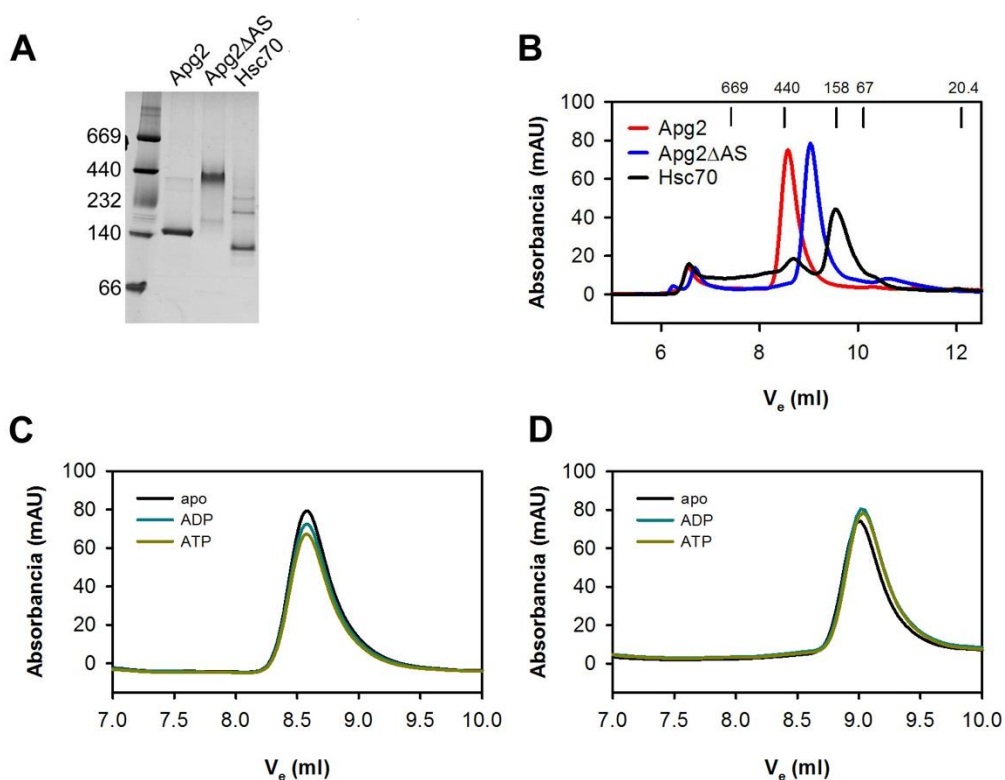 A
Apg2
Apg2ΔAS
Hsc70
669
440
232
140
66
B
669 440 158 67 20.4
Apg2
Apg2ΔAS
Hsc70
Absorbancia (mAU)
100
80
60
40
20
0
6 8 10 12
Ve (ml)
C
apo
ADP
ATP
Absorbancia (mAU)
100
80
60
40
20
0
7.0 7.5 8.0 8.5 9.0 9.5 10.0
Ve (ml)
D
apo
ADP
ATP
Absorbancia (mAU)
100
80
60
40
20
0
7.0 7.5 8.0 8.5 9.0 9.5 10.0
Ve (ml)